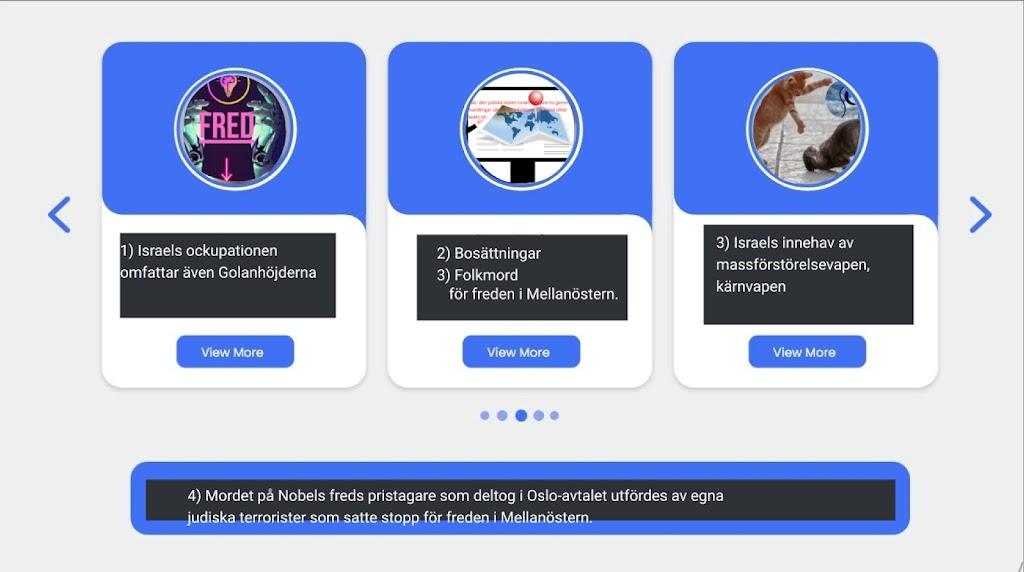 FRED
1) Israels ockupationen
omfattar även Golanhöjderna
View More
2) Bosättningar
3) Folkmord
för freden i Mellanöstern.
View More
3) Israels innehav av
massförstörelsevapen,
kärnvapen
View More
4) Mordet på Nobels freds pristagare som deltog i Oslo-avtalet utfördes av egna
judiska terrorister som satte stopp för freden i Mellanöstern.